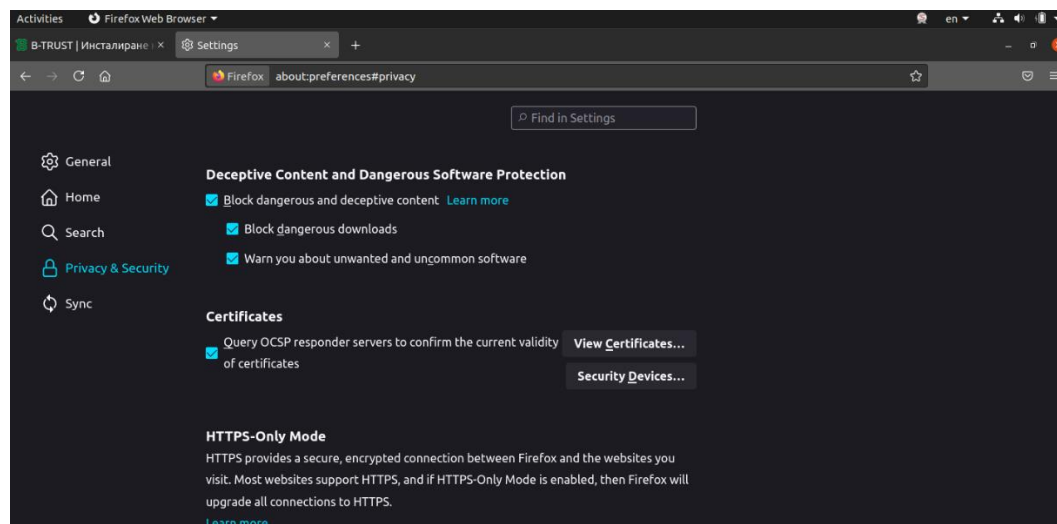 Activities Firefox Web Browser en
B-TRUST | Инсталиране Settings
Firefox about:preferences#privacy
Find in Settings
General
Home
Search
Privacy & Security
Sync
Deceptive Content and Dangerous Software Protection
Block dangerous and deceptive content Learn more
Block dangerous downloads
Warn you about unwanted and uncommon software
Certificates
Query OCSP responder servers to confirm the current validity
of certificates
View Certificates...
Security Devices...
HTTPS-Only Mode
HTTPS provides a secure, encrypted connection between Firefox and the websites you
visit. Most websites support HTTPS, and if HTTPS-Only Mode is enabled, then Firefox will
upgrade all connections to HTTPS.
Learn more